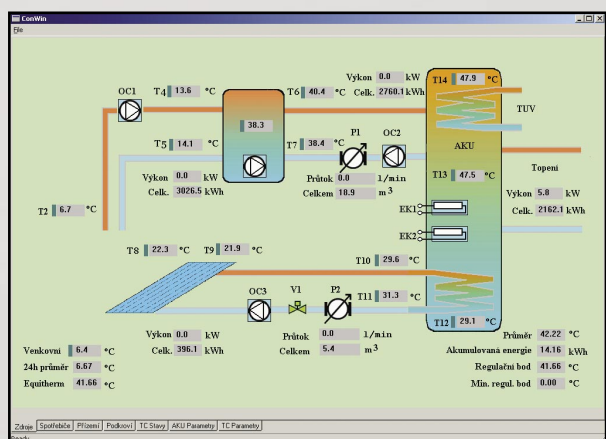 ConWin
File
Výkon 0.0 kW
T14 47.9 °C
OC1 T4 13.6 °C T6 40.4 °C Celk. 2760.1 kWh
TUV
38.3 P1 OC2 AKU
T5 14.1 °C T7 38.4 °C
Topení
Výkon 0.0 kW Průtok 0.0 l/min T13 47.5 °C
Celk. 3026.5 kWh Celkem 10.9 m3 Výkon 5.8 kW
T2 6.7 °C EK1 Celk. 2162.1 kWh
EK2
T8 22.3 °C T9 21.9 °C
T10 29.6 °C
OC3 V1 P2 T11 31.3 °C
T12 29.1 °C
Výkon 0.0 kW Průtok 0.0 l/min Průměr 42.22 °C
Venkovní 6.4 °C Celk. 396.1 kWh Celkem 5.4 m3 Akumulovaná energie 14.16 kWh
24h průměr 6.67 °C Regulační bod 41.66 °C
Equitherm 41.66 °C Min. regul. bod 0.00 °C
Zdroje Spotřebiče Přízemí Podkroví TC Stavy AKU Parametry TC Parametry
Ready